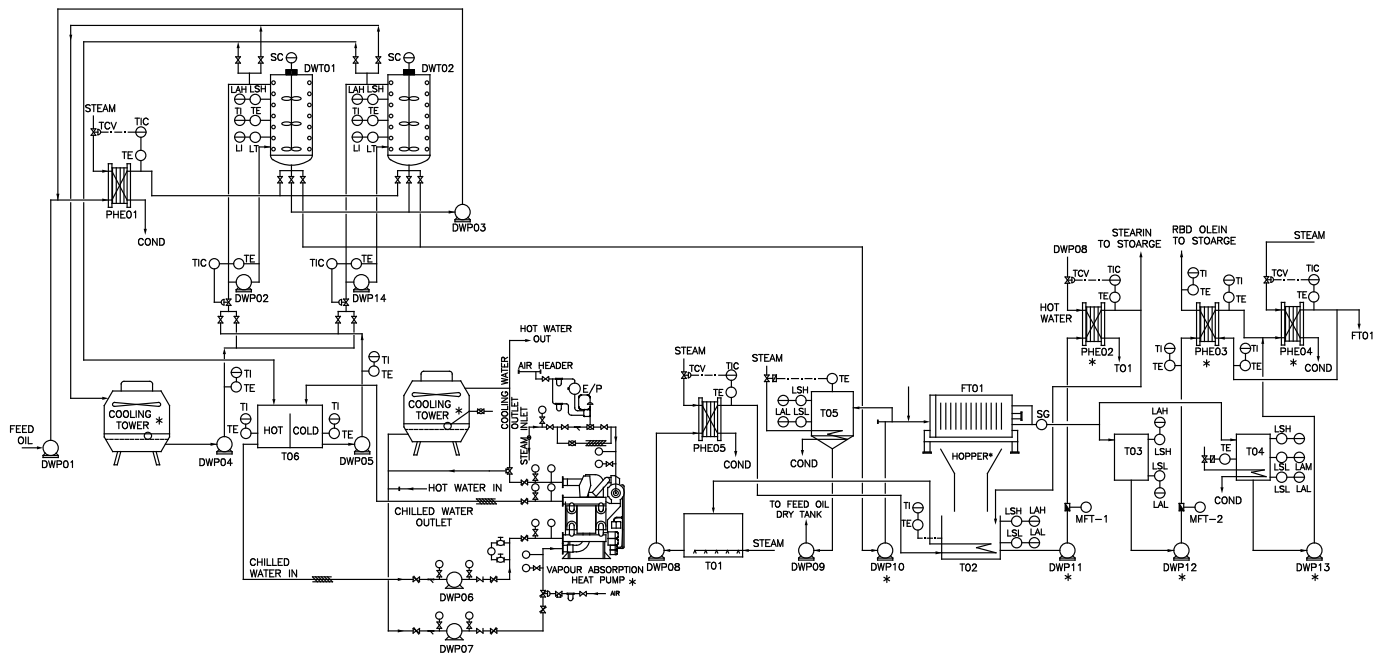 SC
DWT01
SC
DWT02
LAH
LSH
LAH
LSH
TI
TE
TI
TE
LI
LT
LI
LT
STEAM
TCV
TIC
TE
PHE01
COND
DWP03
TIC
TE
DWP02
TIC
TE
DWP14
FEED
OIL
DWP01
COOLING
TOWER *
DWP04
TI
TE
TI
TE
HOT
COLD
T06
TI
TE
TI
TE
DWP05
COOLING
TOWER *
HOT WATER
OUT
COOLING WATER
OUTLET
STEAM INLET
AIR HEADER
E/P
HOT WATER IN
CHILLED WATER
OUTLET
CHILLED
WATER IN
DWP06
DWP07
VAPOUR ABSORPTION
HEAT PUMP *
AIR
STEAM
TCV
TIC
TE
PHE05
COND
STEAM
TE
LSH
LAL
LSL
T05
COND
TO FEED OIL
DRY TANK
DWP08
T01
STEAM
DWP09
DWP10
*
FT01
SG
HOPPER*
TI
TE
LSH
LAH
LSL
LAL
T02
DWP11
*
MFT-1
DWP08
TCV
TIC
TE
HOT
WATER
PHE02
*
TO1
STEARIN
TO STOARGE
RBD OLEIN
TO STOARGE
TI
TE
TI
TE
PHE03
*
TI
TE
TI
TE
STEAM
TCV
TIC
TE
PHE04
*
COND
FT01
LAH
LSH
T03
LSL
LAL
MFT-2
DWP12
*
TE
T04
LSH
LAM
LSL
LAL
COND
DWP13
*